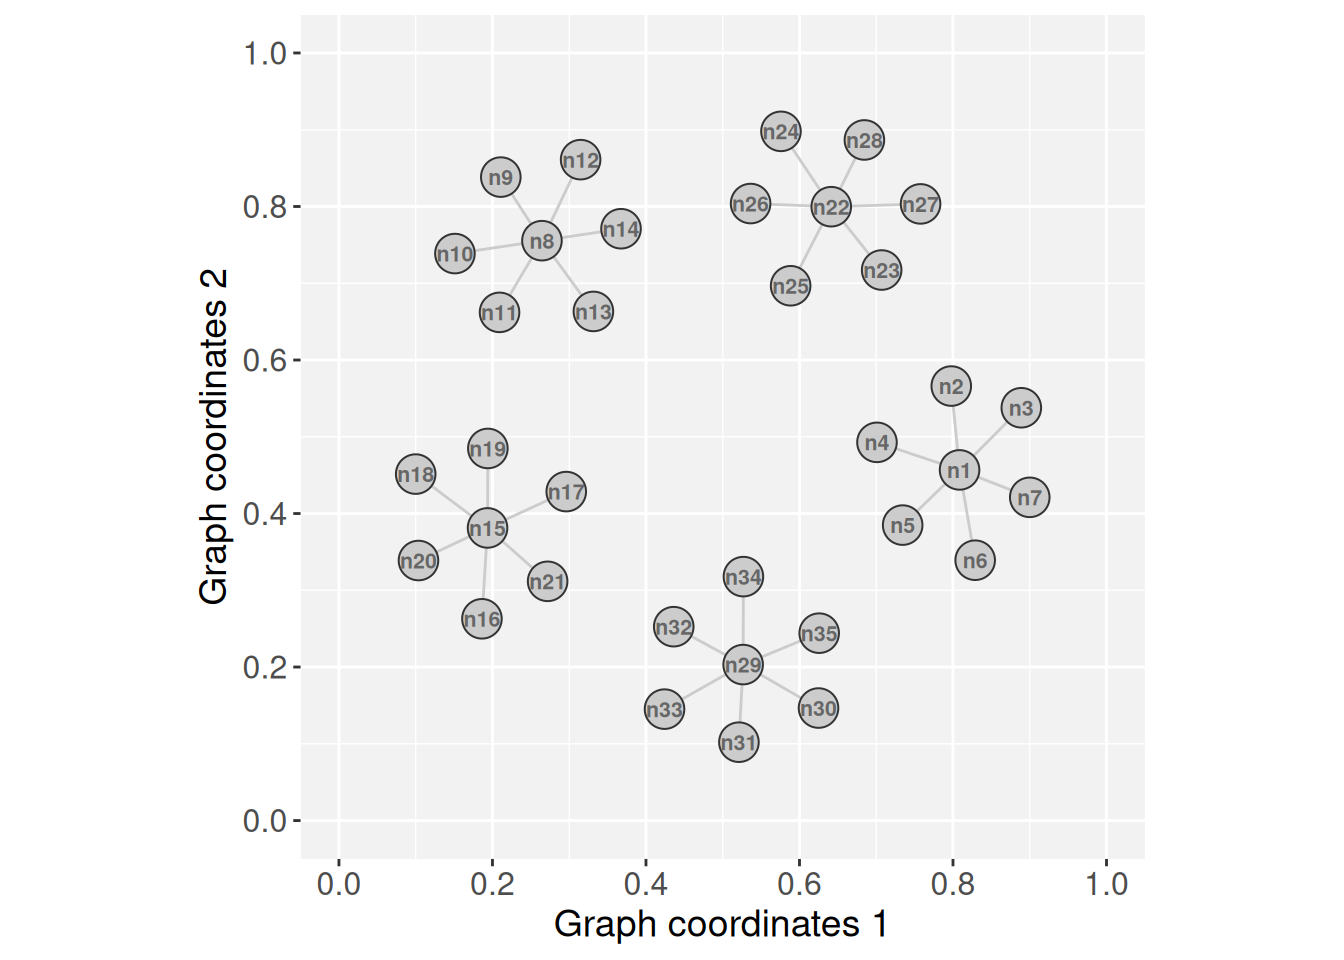 1.0
0.8
0.6
0.4
0.2
0.0
Graph coordinates 2
n24
n28
n12
n9
n26
n22
n27
n14
n8
n10
n23
n25
n11
n13
n2
n3
n4
n19
n1
n18
n17
n7
n15
n5
n20
n6
n34
n21
n16
n32
n35
n29
n33
n30
n31
0.0 0.2 0.4 0.6 0.8 1.0
Graph coordinates 1